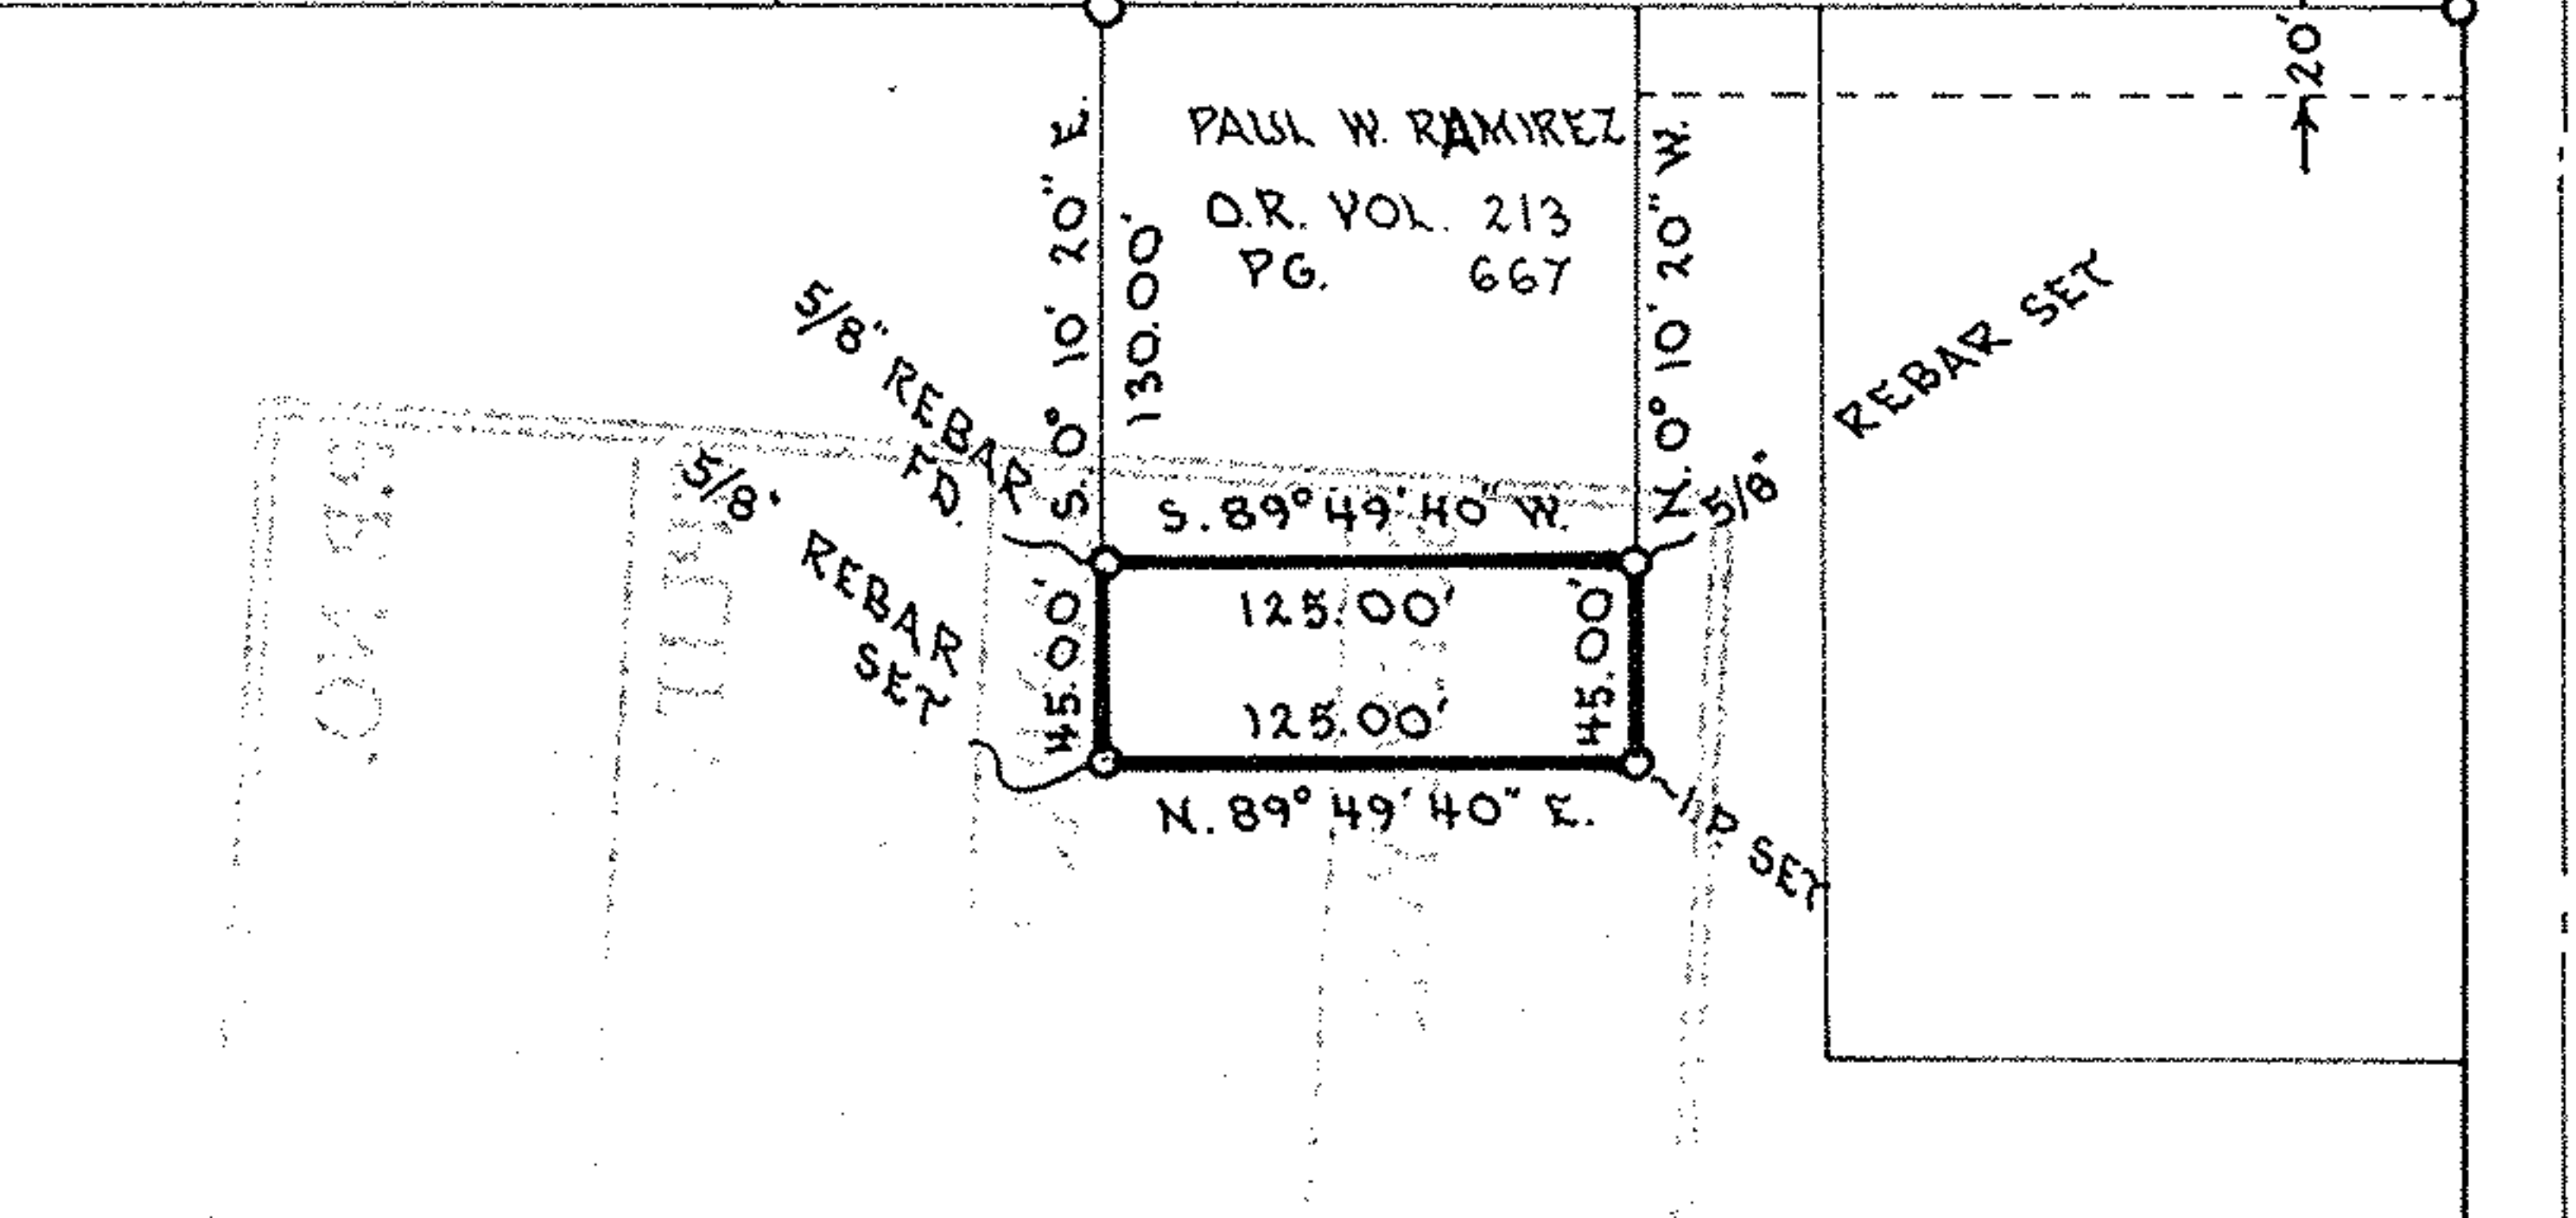 20'
PAUL W. RAMIREZ
O.R. VOL. 213
PG. 667
S. 0° 10' 20" E.
130.00'
N. 0° 10' 20" W.
5/8" REBAR
FD.
5/8" REBAR SET
S. 89° 49' 40" W.
5/8" REBAR
SET
125.00'
45.00'
45.00'
125.00'
N. 89° 49' 40" E.
I.P. SET